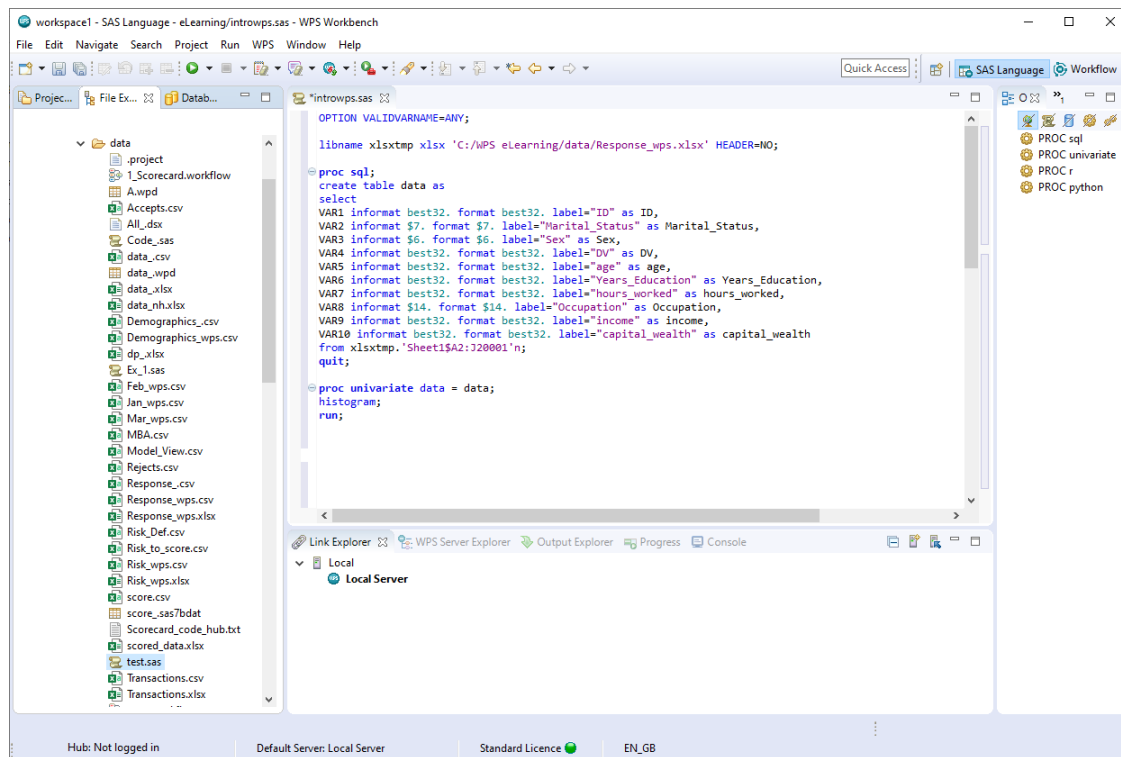 workspace1 - SAS Language - eLearning/introwps.sas - WPS Workbench
File Edit Navigate Search Project Run WPS Window Help
Quick Access
SAS Language
Workflow
Projec...
File Ex...
Datab...
data
.project
1_Scorecard.workflow
A.wpd
Accepts.csv
All_.dsx
Code_.sas
data_.csv
data_.wpd
data_.xlsx
data_nh.xlsx
Demographics_.csv
Demographics_wps.csv
dp_.xlsx
Ex_1.sas
Feb_wps.csv
Jan_wps.csv
Mar_wps.csv
MBA.csv
Model_View.csv
Rejects.csv
Response_.csv
Response_wps.csv
Response_wps.xlsx
Risk_Def.csv
Risk_to_score.csv
Risk_wps.csv
Risk_wps.xlsx
score.csv
score_.sas7bdat
Scorecard_code_hub.txt
scored_data.xlsx
test.sas
Transactions.csv
Transactions.xlsx
*introwps.sas
OPTION VALIDVARNAME=ANY;
libname xlsxtmp xlsx 'C:/WPS eLearning/data/Response_wps.xlsx' HEADER=NO;
proc sql;
create table data as
select
VAR1 informat best32. format best32. label="ID" as ID,
VAR2 informat $7. format $7. label="Marital_Status" as Marital_Status,
VAR3 informat $6. format $6. label="Sex" as Sex,
VAR4 informat best32. format best32. label="DV" as DV,
VAR5 informat best32. format best32. label="age" as age,
VAR6 informat best32. format best32. label="Years_Education" as Years_Education,
VAR7 informat best32. format best32. label="hours_worked" as hours_worked,
VAR8 informat $14. format $14. label="Occupation" as Occupation,
VAR9 informat best32. format best32. label="income" as income,
VAR10 informat best32. format best32. label="capital_wealth" as capital_wealth
from xlsxtmp.'Sheet1$A2:J20001'n;
quit;
proc univariate data = data;
histogram;
run;
O
1
PROC sql
PROC univariate
PROC r
PROC python
Link Explorer
WPS Server Explorer
Output Explorer
Progress
Console
Local
Local Server
Hub: Not logged in
Default Server: Local Server
Standard Licence
EN_GB